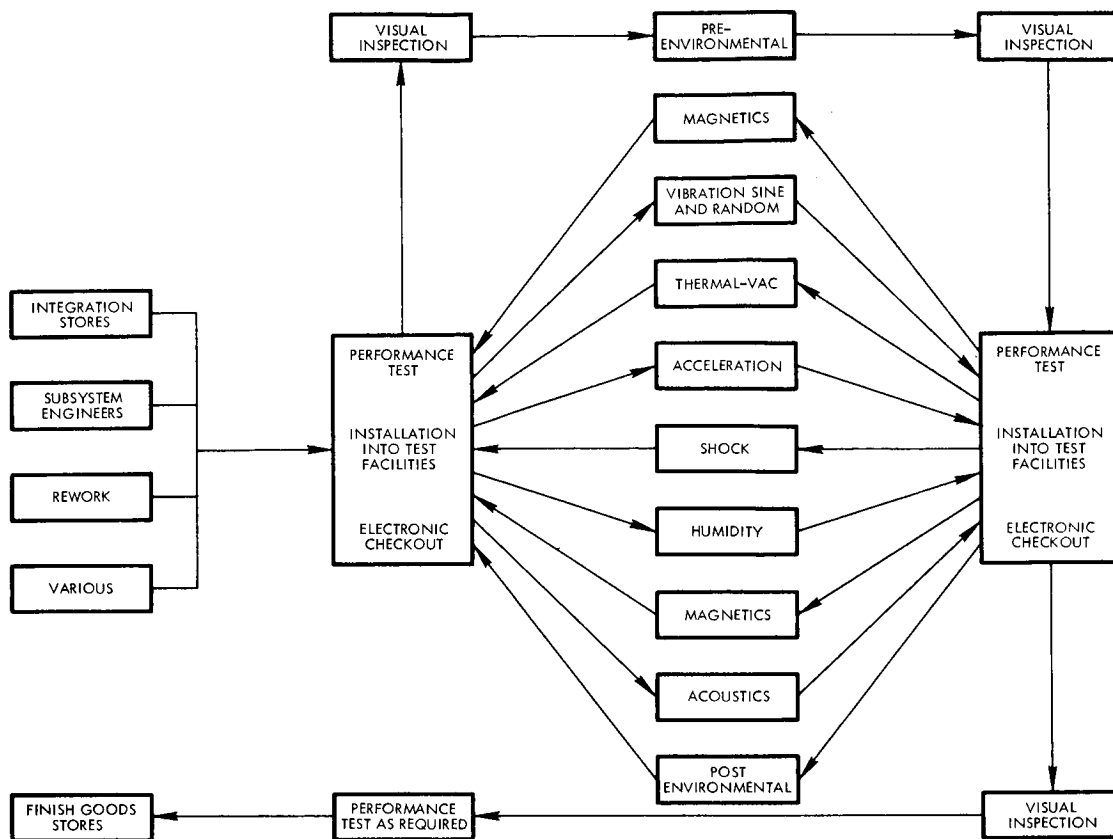 VISUAL
INSPECTION
PRE-
ENVIRONMENTAL
VISUAL
INSPECTION
MAGNETICS
VIBRATION SINE
AND RANDOM
THERMAL-VAC
INTEGRATION
STORES
SUBSYSTEM
ENGINEERS
REWORK
VARIOUS
PERFORMANCE
TEST
INSTALLATION
INTO TEST
FACILITIES
ELECTRONIC
CHECKOUT
ACCELERATION
SHOCK
HUMIDITY
MAGNETICS
ACOUSTICS
POST
ENVIRONMENTAL
PERFORMANCE
TEST
INSTALLATION
INTO TEST
FACILITIES
ELECTRONIC
CHECKOUT
FINISH GOODS
STORES
PERFORMANCE
TEST AS REQUIRED
VISUAL
INSPECTION